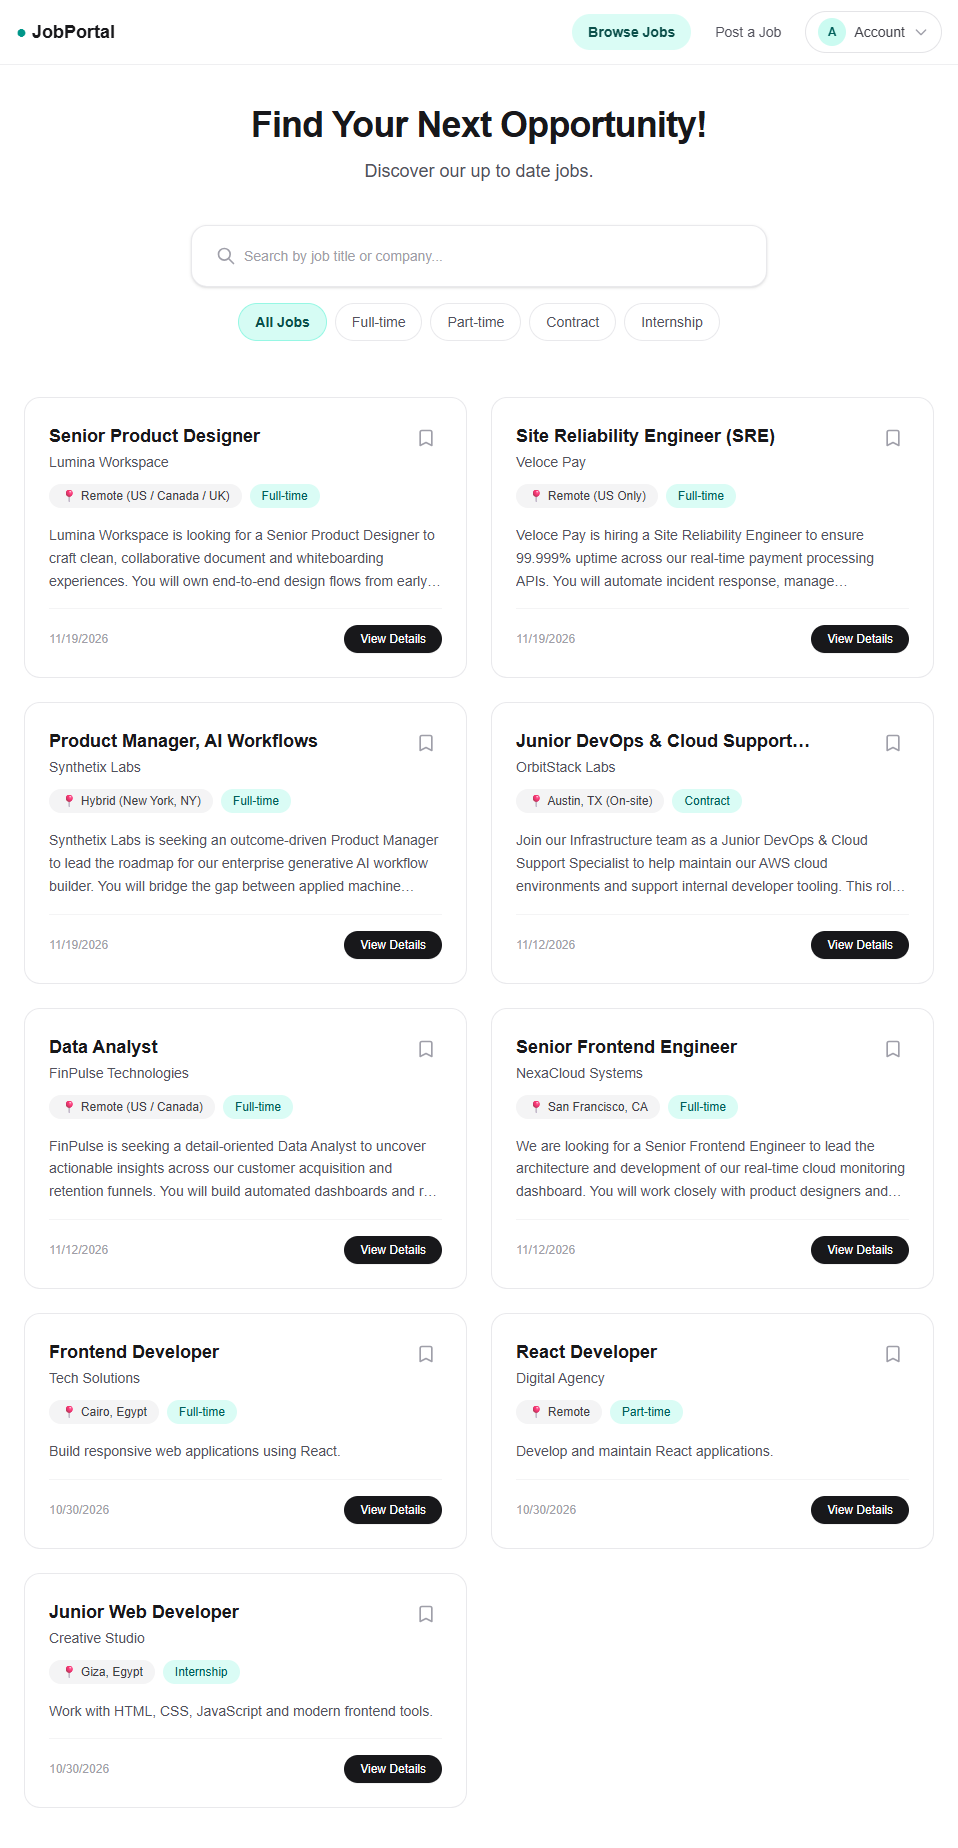 JobPortal
Browse Jobs
Post a Job
A
Account
Find Your Next Opportunity!
Discover our up to date jobs.
Search by job title or company...
All Jobs
Full-time
Part-time
Contract
Internship
Senior Product Designer
Lumina Workspace
Remote (US / Canada / UK)
Full-time
Lumina Workspace is looking for a Senior Product Designer to
craft clean, collaborative document and whiteboarding
experiences. You will own end-to-end design flows from early…
11/19/2026
View Details
Site Reliability Engineer (SRE)
Veloce Pay
Remote (US Only)
Full-time
Veloce Pay is hiring a Site Reliability Engineer to ensure
99.999% uptime across our real-time payment processing
APIs. You will automate incident response, manage…
11/19/2026
View Details
Product Manager, AI Workflows
Synthetix Labs
Hybrid (New York, NY)
Full-time
Synthetix Labs is seeking an outcome-driven Product Manager
to lead the roadmap for our enterprise generative AI workflow
builder. You will bridge the gap between applied machine…
11/19/2026
View Details
Junior DevOps & Cloud Support…
OrbitStack Labs
Austin, TX (On-site)
Contract
Join our Infrastructure team as a Junior DevOps & Cloud
Support Specialist to help maintain our AWS cloud
environments and support internal developer tooling. This rol…
11/12/2026
View Details
Data Analyst
FinPulse Technologies
Remote (US / Canada)
Full-time
FinPulse is seeking a detail-oriented Data Analyst to uncover
actionable insights across our customer acquisition and
retention funnels. You will build automated dashboards and r…
11/12/2026
View Details
Senior Frontend Engineer
NexaCloud Systems
San Francisco, CA
Full-time
We are looking for a Senior Frontend Engineer to lead the
architecture and development of our real-time cloud monitoring
dashboard. You will work closely with product designers and…
11/12/2026
View Details
Frontend Developer
Tech Solutions
Cairo, Egypt
Full-time
Build responsive web applications using React.
10/30/2026
View Details
React Developer
Digital Agency
Remote
Part-time
Develop and maintain React applications.
10/30/2026
View Details
Junior Web Developer
Creative Studio
Giza, Egypt
Internship
Work with HTML, CSS, JavaScript and modern frontend tools.
10/30/2026
View Details